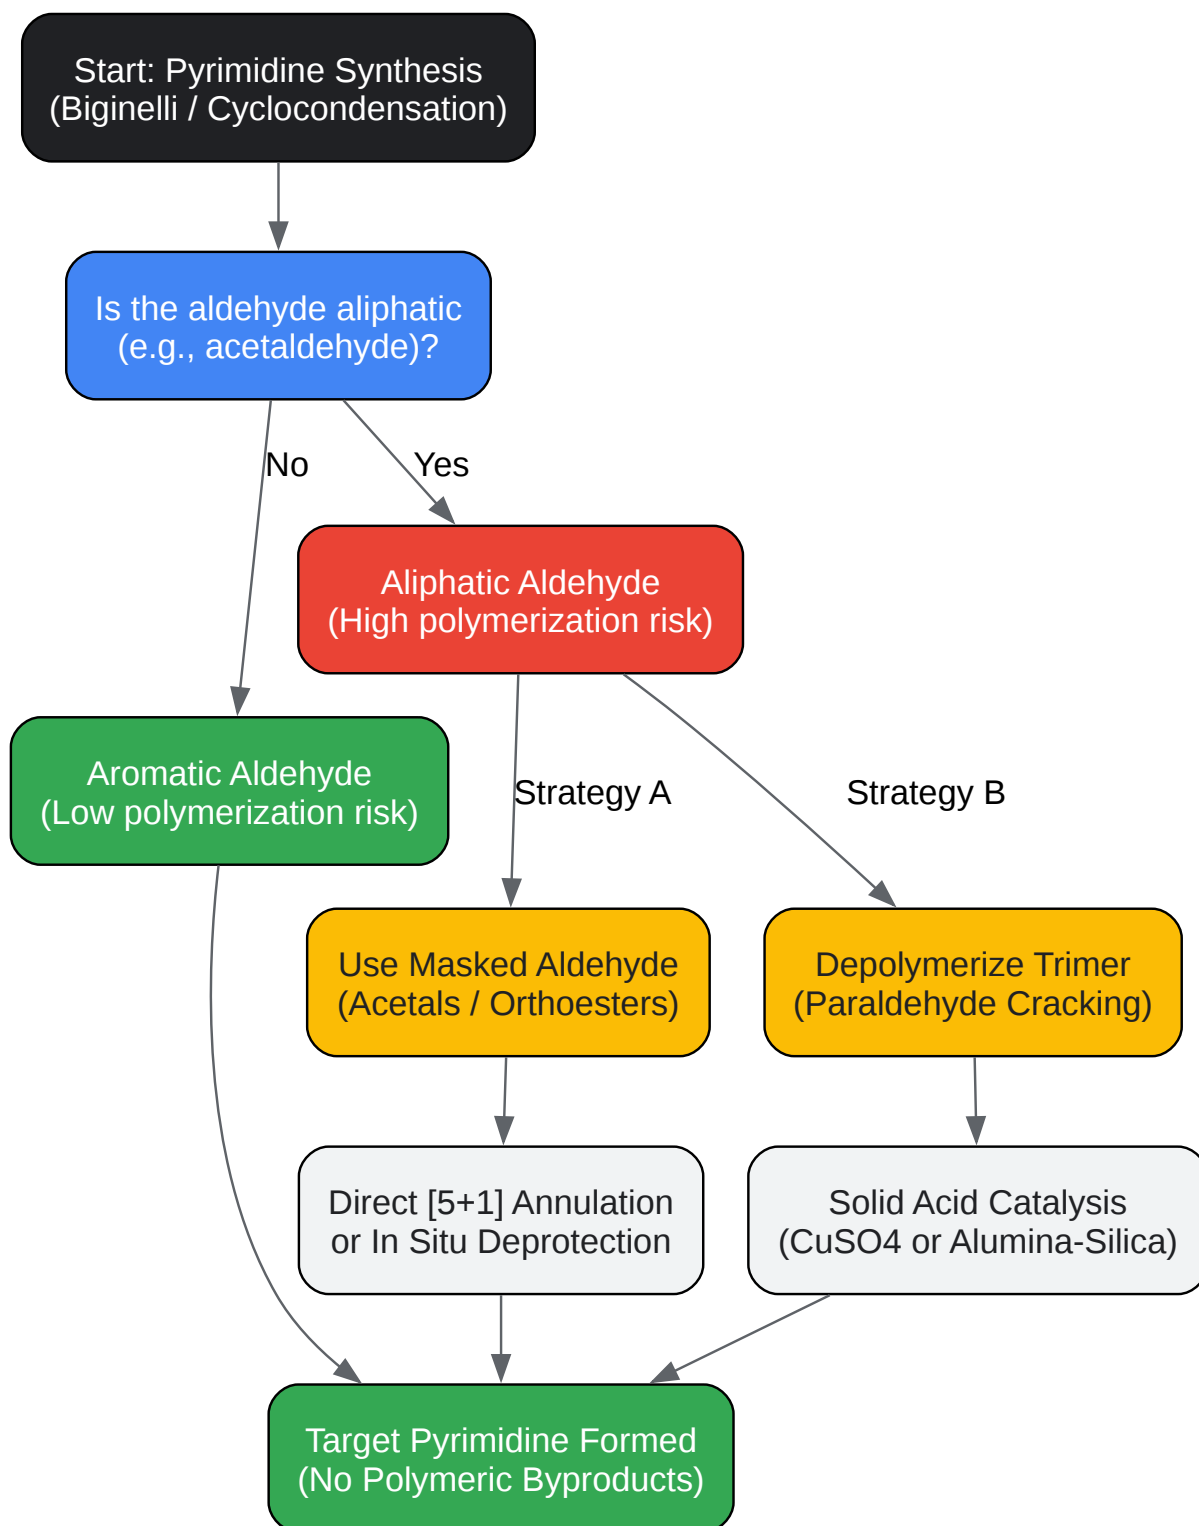 Start: Pyrimidine Synthesis
(Biginelli / Cyclocondensation)
Is the aldehyde aliphatic
(e.g., acetaldehyde)?
No
Yes
Aliphatic Aldehyde
(High polymerization risk)
Aromatic Aldehyde
(Low polymerization risk)
Strategy A
Strategy B
Use Masked Aldehyde
(Acetals / Orthoesters)
Depolymerize Trimer
(Paraldehyde Cracking)
Direct [5+1] Annulation
or In Situ Deprotection
Solid Acid Catalysis
(CuSO4 or Alumina-Silica)
Target Pyrimidine Formed
(No Polymeric Byproducts)